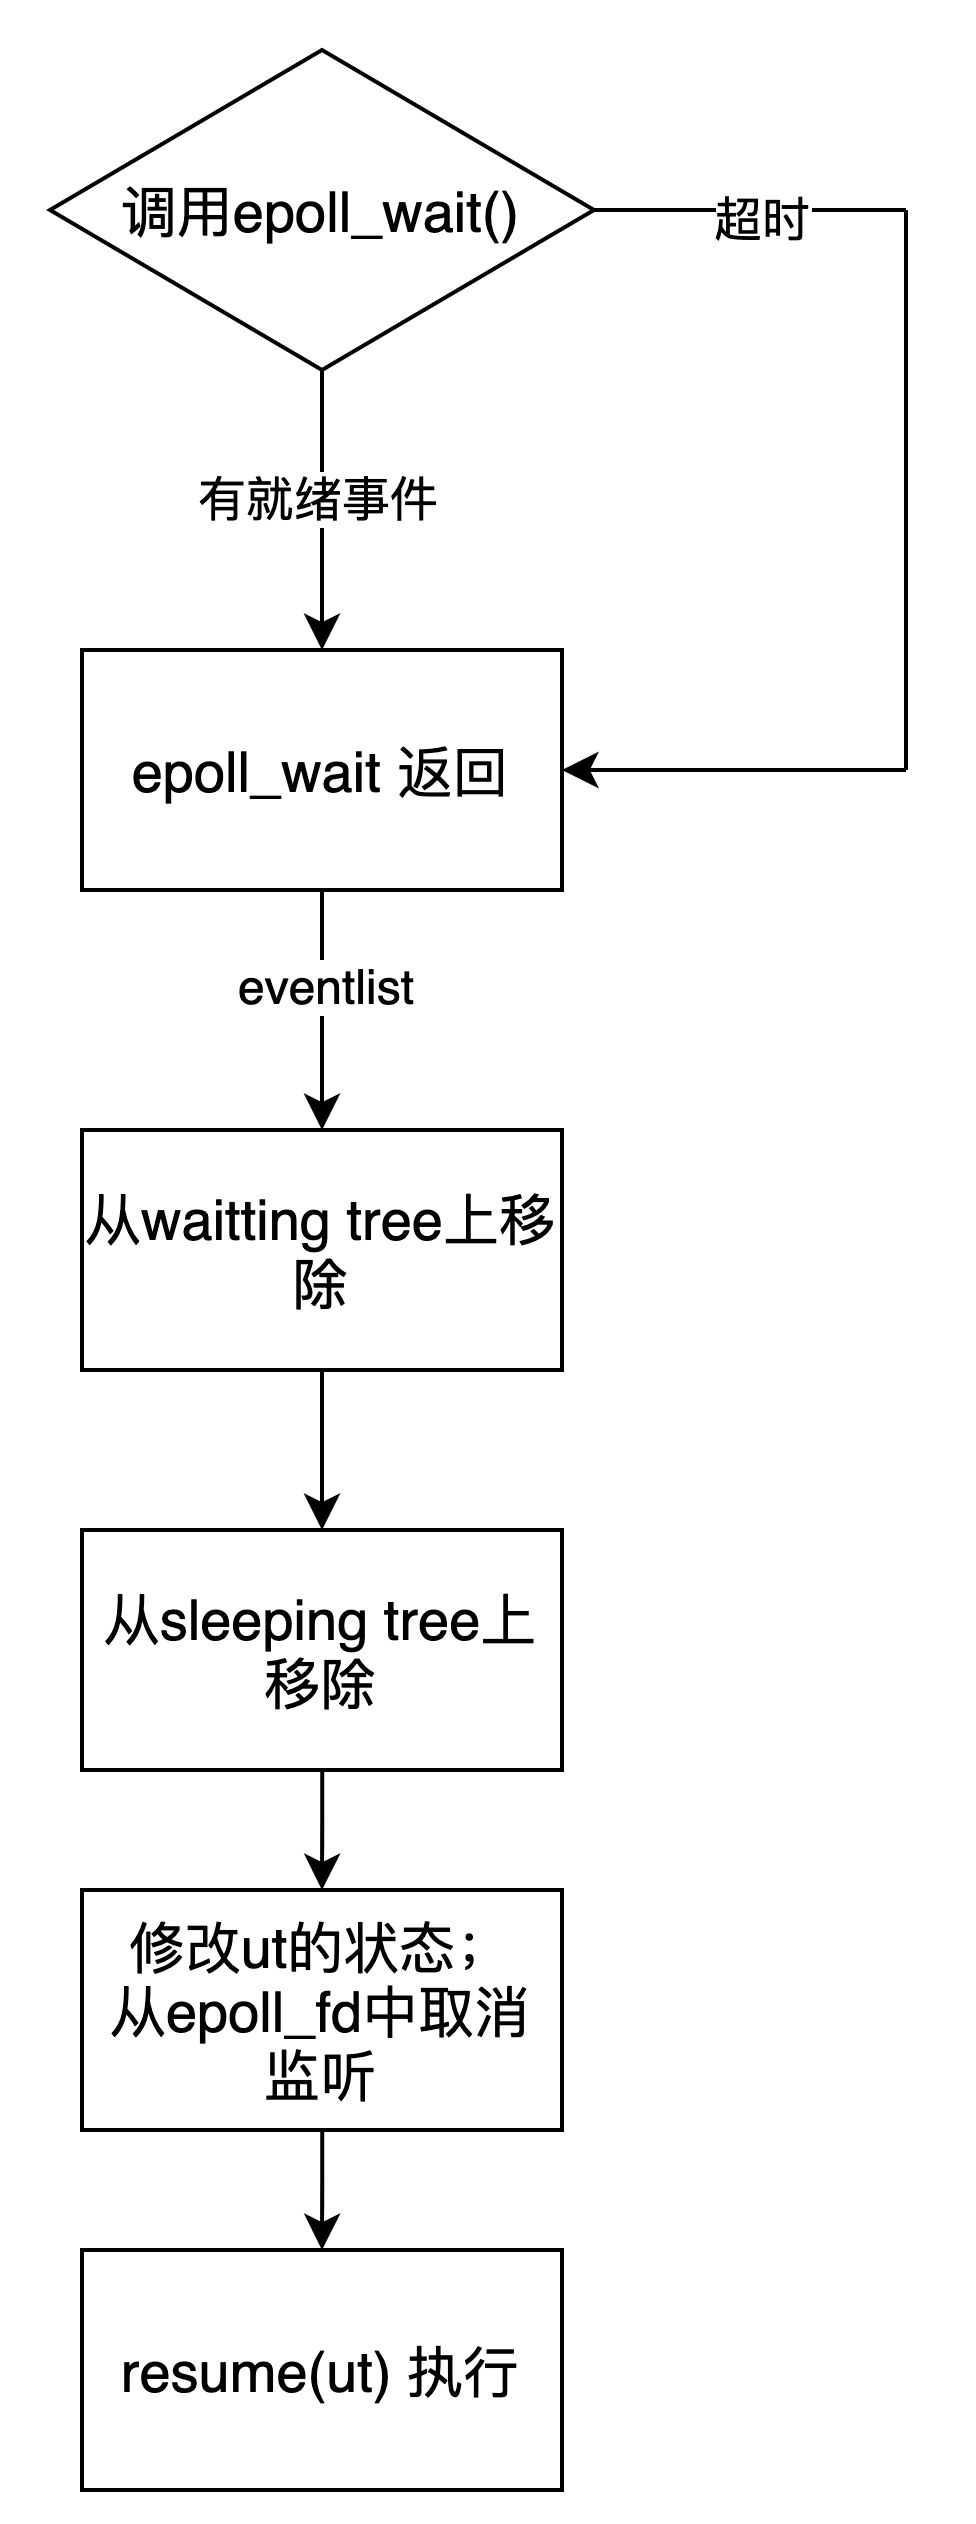 调用epoll_wait()
超时
有就绪事件
epoll_wait 返回
eventlist
从waitting tree上移
除
从sleeping tree上
移除
修改ut的状态；
从epoll_fd中取消
监听
resume(ut) 执行